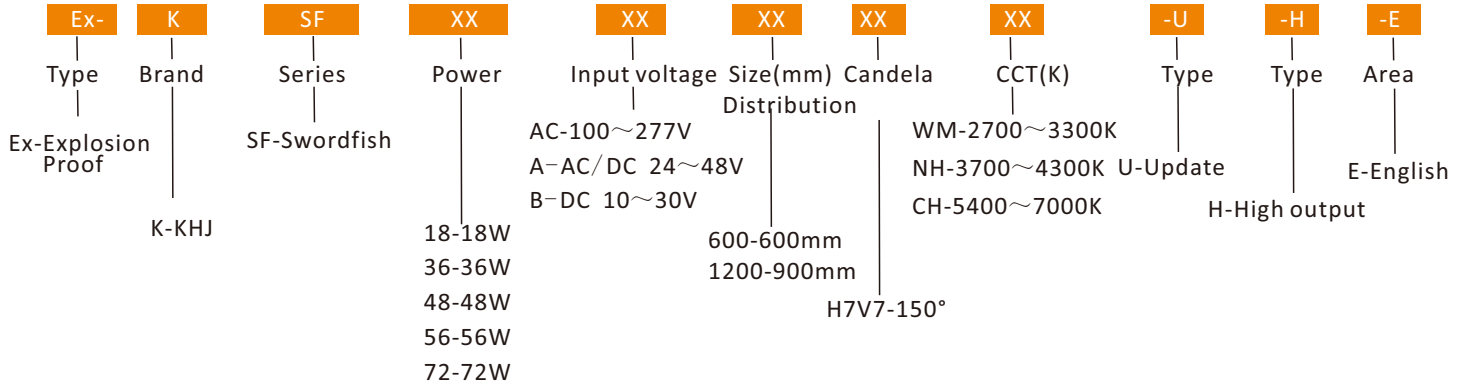 Ex- K SF XX XX XX XX XX -U -H -E
Type Brand Series Power Input voltage Size(mm) Candela CCT(K) Type Type Area
Distribution
Ex-Explosion
Proof
K-KHJ
SF-Swordfish
18-18W
36-36W
48-48W
56-56W
72-72W
AC-100～277V
A-AC/DC 24～48V
B-DC 10～30V
600-600mm
1200-900mm
H7V7-150°
WM-2700～3300K
NH-3700～4300K
CH-5400～7000K
U-Update
H-High output
E-English